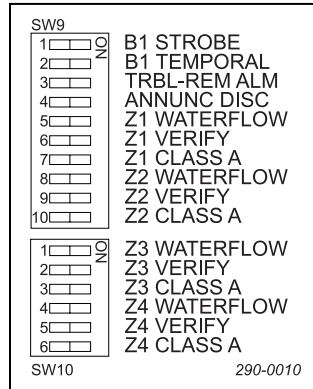 SW9
1 ON B1 STROBE
2 B1 TEMPORAL
3 TRBL-REM ALM
4 ANNUNC DISC
5 Z1 WATERFLOW
6 Z1 VERIFY
7 Z1 CLASS A
8 Z2 WATERFLOW
9 Z2 VERIFY
10 Z2 CLASS A
1 ON Z3 WATERFLOW
2 Z3 VERIFY
3 Z3 CLASS A
4 Z4 WATERFLOW
5 Z4 VERIFY
6 Z4 CLASS A
SW10 290-0010